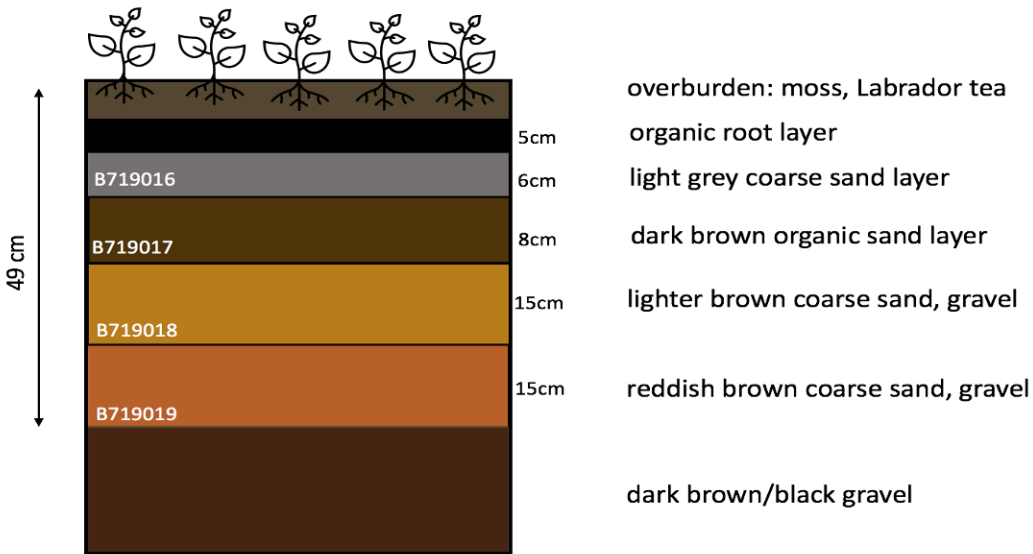 overburden: moss, Labrador tea
5cm
organic root layer
B719016
6cm
light grey coarse sand layer
B719017
8cm
dark brown organic sand layer
49 cm
B719018
15cm
lighter brown coarse sand, gravel
B719019
15cm
reddish brown coarse sand, gravel
dark brown/black gravel